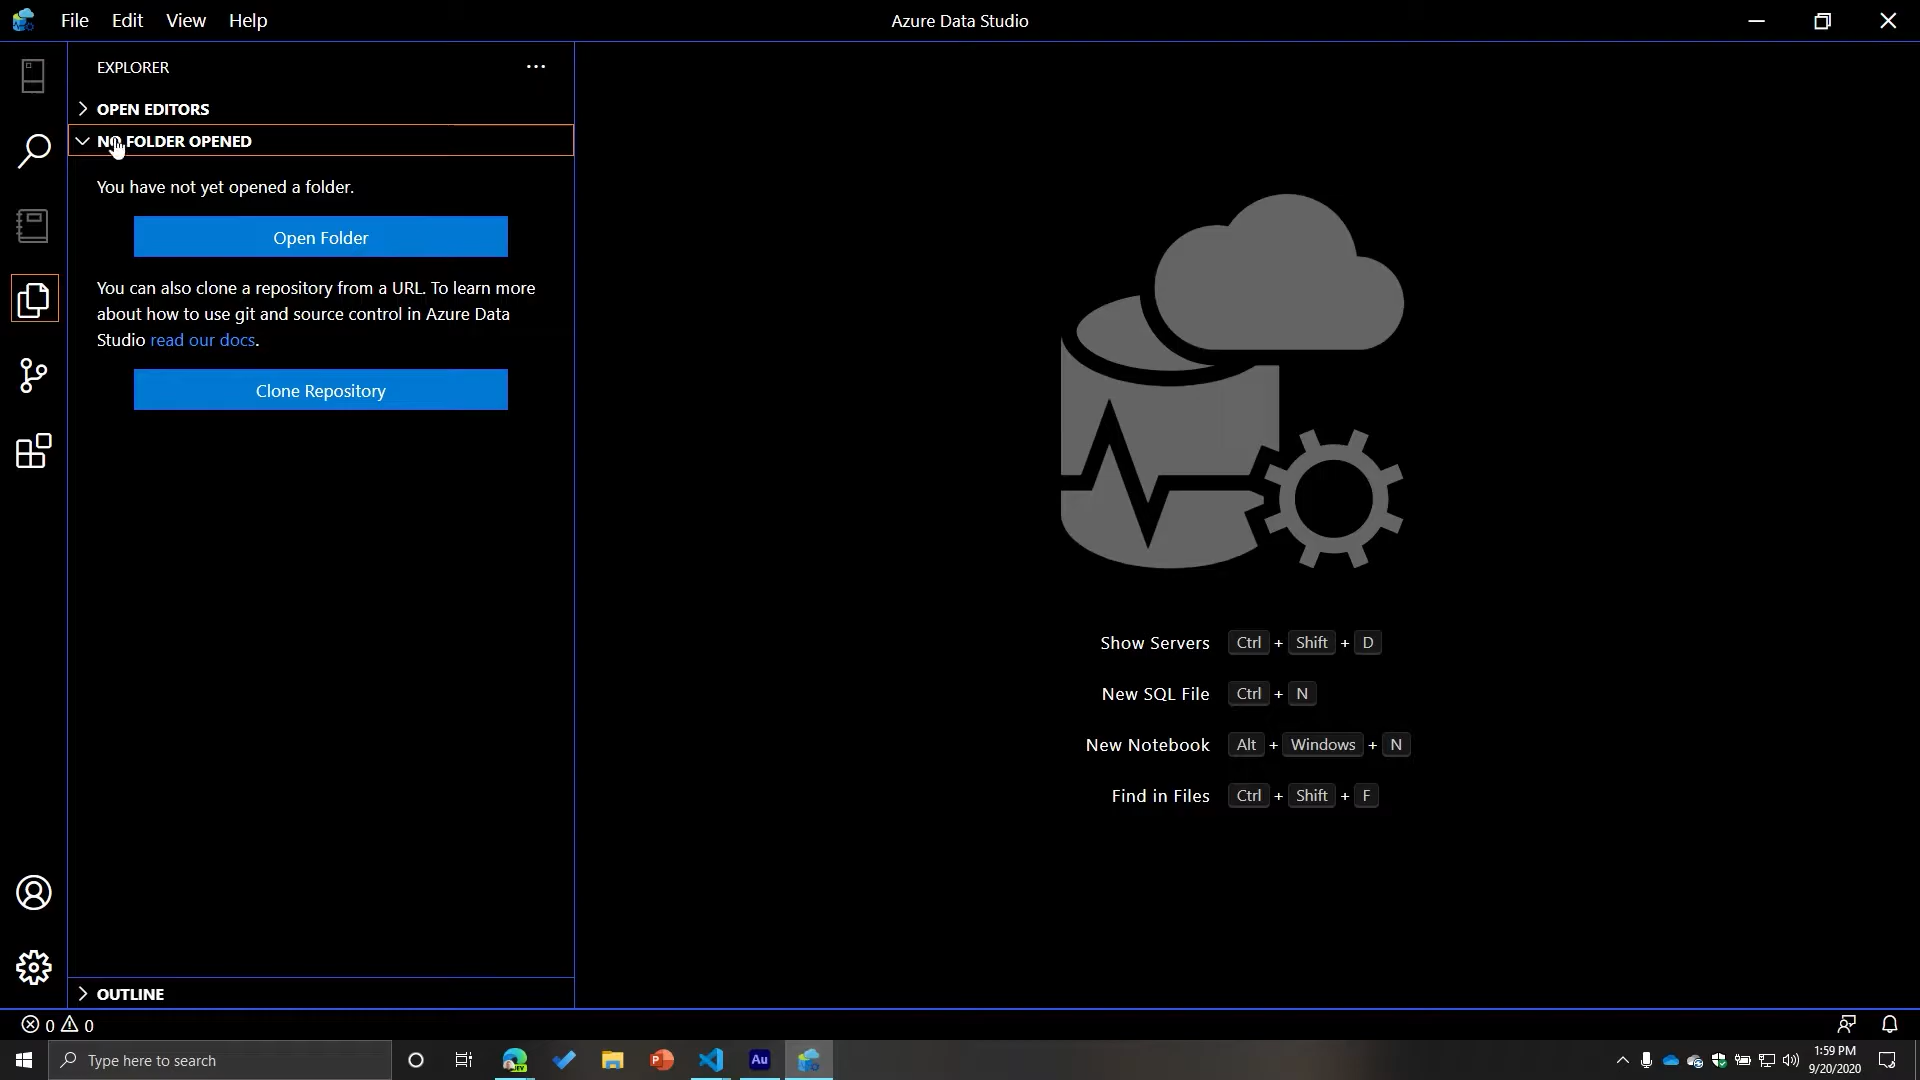 File Edit View Help
Azure Data Studio
EXPLORER
OPEN EDITORS
NO FOLDER OPENED
You have not yet opened a folder.
Open Folder
You can also clone a repository from a URL. To learn more
about how to use git and source control in Azure Data
Studio read our docs.
Clone Repository
Show Servers Ctrl + Shift + D
New SQL File Ctrl + N
New Notebook Alt + Windows + N
Find in Files Ctrl + Shift + F
OUTLINE
0 0
Type here to search
Au
1:59 PM
9/20/2020